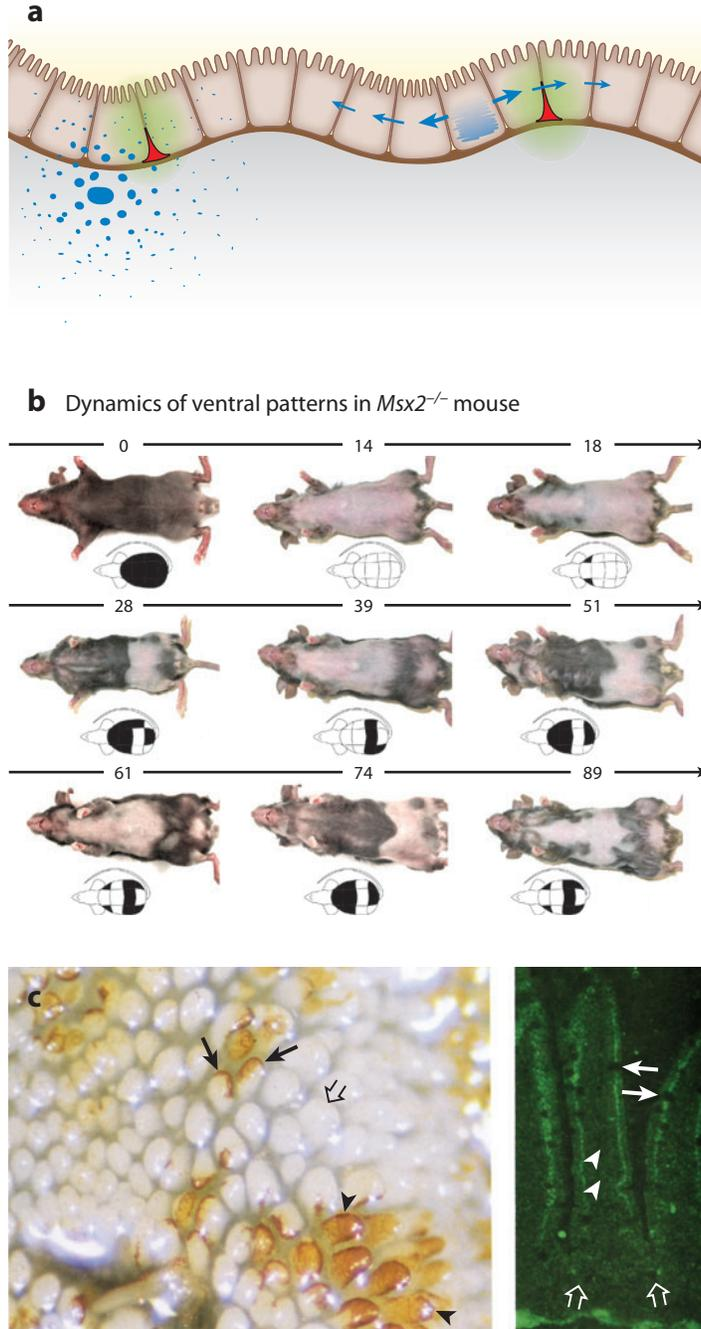 a
b Dynamics of ventral patterns in Msx2–/– mouse
0 14 18
28 39 51
61 74 89
c